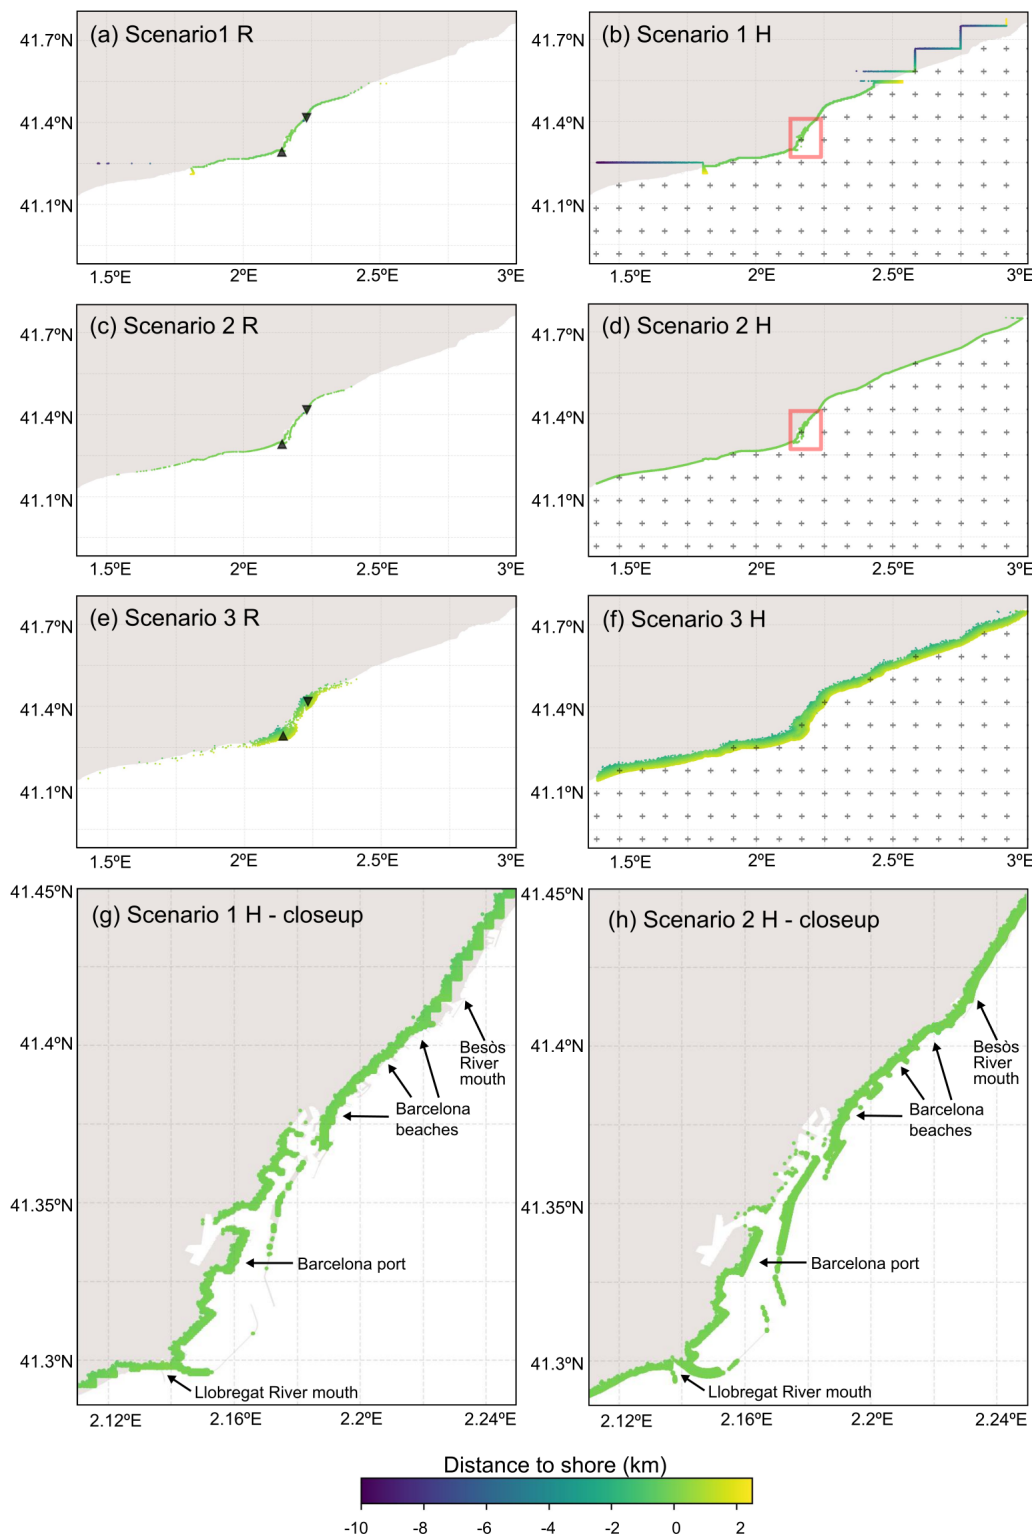 (a) Scenario1 R
(b) Scenario 1 H
41.7ºN
41.4ºN
41.1ºN
41.7ºN
41.4ºN
41.1ºN
1.5ºE 2ºE 2.5ºE 3ºE
1.5ºE 2ºE 2.5ºE 3ºE
(c) Scenario 2 R
(d) Scenario 2 H
41.7ºN
41.4ºN
41.1ºN
41.7ºN
41.4ºN
41.1ºN
1.5ºE 2ºE 2.5ºE 3ºE
1.5ºE 2ºE 2.5ºE 3ºE
(e) Scenario 3 R
(f) Scenario 3 H
41.7ºN
41.4ºN
41.1ºN
41.7ºN
41.4ºN
41.1ºN
1.5ºE 2ºE 2.5ºE 3ºE
1.5ºE 2ºE 2.5ºE 3ºE
(g) Scenario 1 H - closeup
41.45ºN
41.4ºN
41.35ºN
41.3ºN
Besòs
River
mouth
Barcelona
beaches
Barcelona port
Llobregat River mouth
2.12ºE 2.16ºE 2.2ºE 2.24ºE
(h) Scenario 2 H - closeup
41.45ºN
41.4ºN
41.35ºN
41.3ºN
Besòs
River
mouth
Barcelona
beaches
Barcelona port
Llobregat River mouth
2.12ºE 2.16ºE 2.2ºE 2.24ºE
Distance to shore (km)
-10 -8 -6 -4 -2 0 2